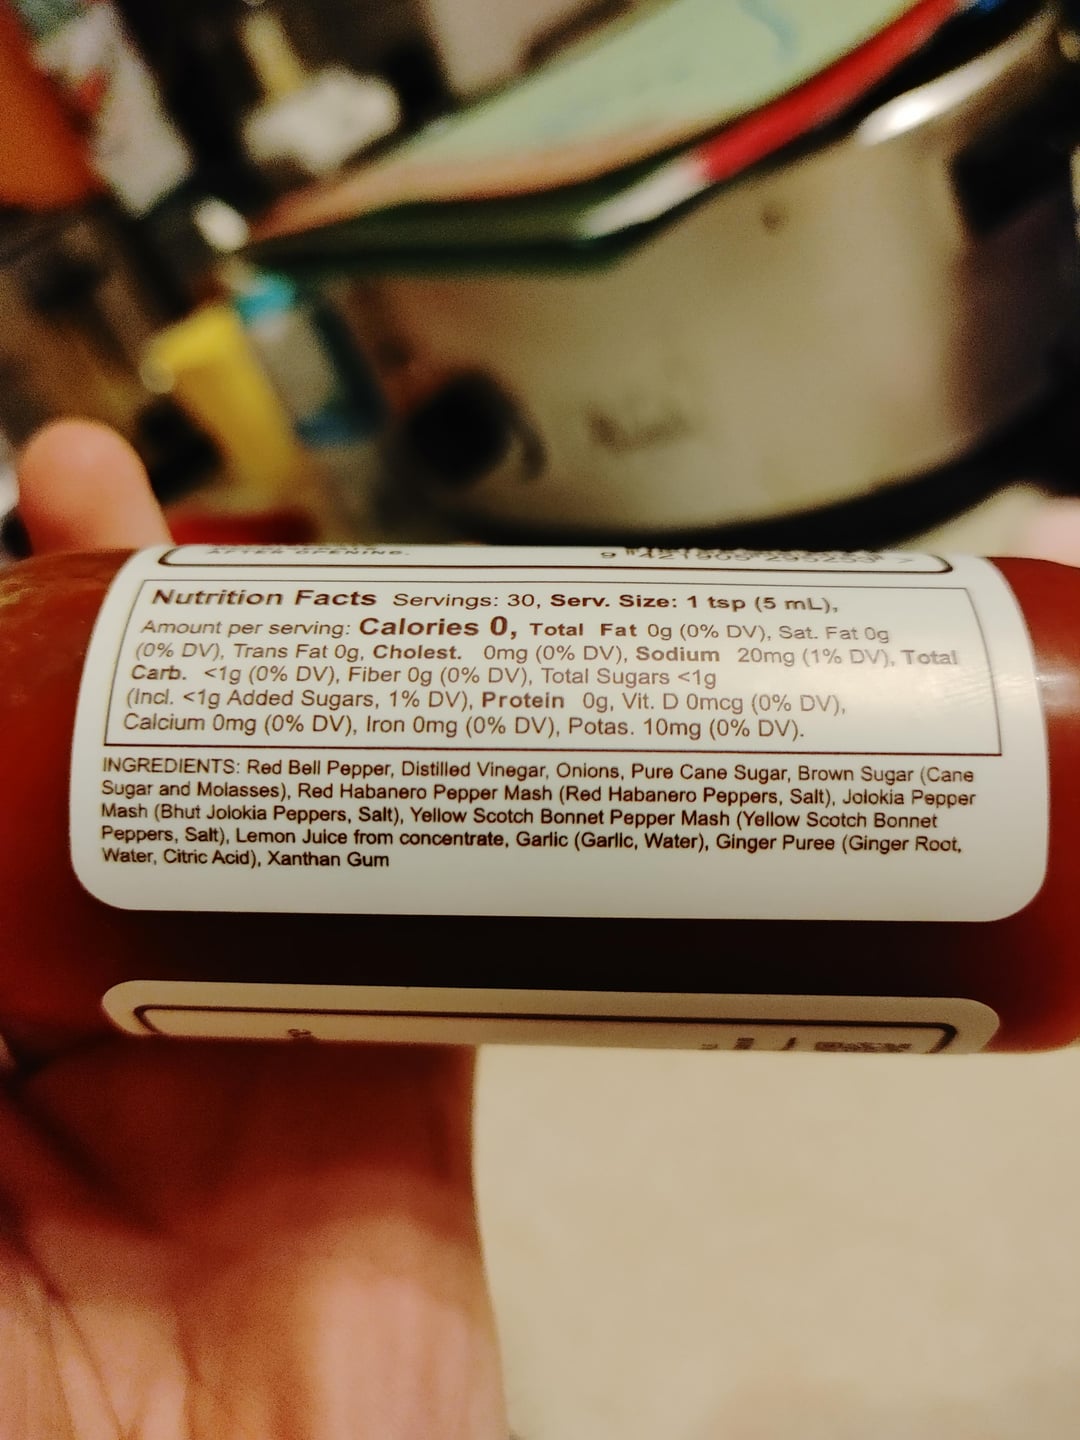 AFTER OPENING.
9 421905 293253 >
Nutrition Facts Servings: 30, Serv. Size: 1 tsp (5 mL),
Amount per serving: Calories 0, Total Fat 0g (0% DV), Sat. Fat 0g
(0% DV), Trans Fat 0g, Cholest. 0mg (0% DV), Sodium 20mg (1% DV), Total
Carb. <1g (0% DV), Fiber 0g (0% DV), Total Sugars <1g
(Incl. <1g Added Sugars, 1% DV), Protein 0g, Vit. D 0mcg (0% DV),
Calcium 0mg (0% DV), Iron 0mg (0% DV), Potas. 10mg (0% DV).
INGREDIENTS: Red Bell Pepper, Distilled Vinegar, Onions, Pure Cane Sugar, Brown Sugar (Cane
Sugar and Molasses), Red Habanero Pepper Mash (Red Habanero Peppers, Salt), Jolokia Pepper
Mash (Bhut Jolokia Peppers, Salt), Yellow Scotch Bonnet Pepper Mash (Yellow Scotch Bonnet
Peppers, Salt), Lemon Juice from concentrate, Garlic (Garlic, Water), Ginger Puree (Ginger Root,
Water, Citric Acid), Xanthan Gum